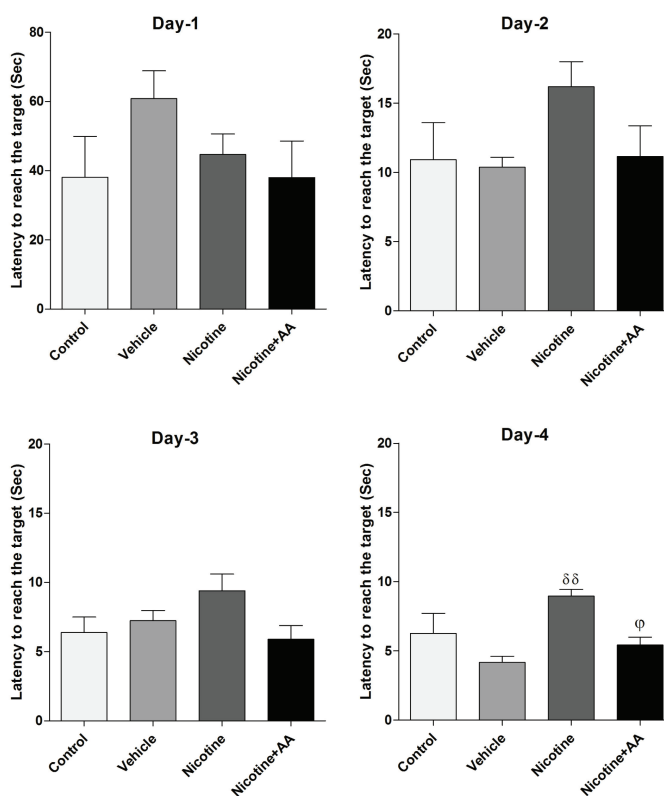 Day-1
Latency to reach the target (Sec)
80
60
40
20
0
Control
Vehicle
Nicotine
Nicotine+AA
Day-2
Latency to reach the target (Sec)
20
15
10
5
0
Control
Vehicle
Nicotine
Nicotine+AA
Day-3
Latency to reach the target (Sec)
20
15
10
5
0
Control
Vehicle
Nicotine
Nicotine+AA
Day-4
Latency to reach the target (Sec)
20
15
10
5
0
δδ
φ
Control
Vehicle
Nicotine
Nicotine+AA